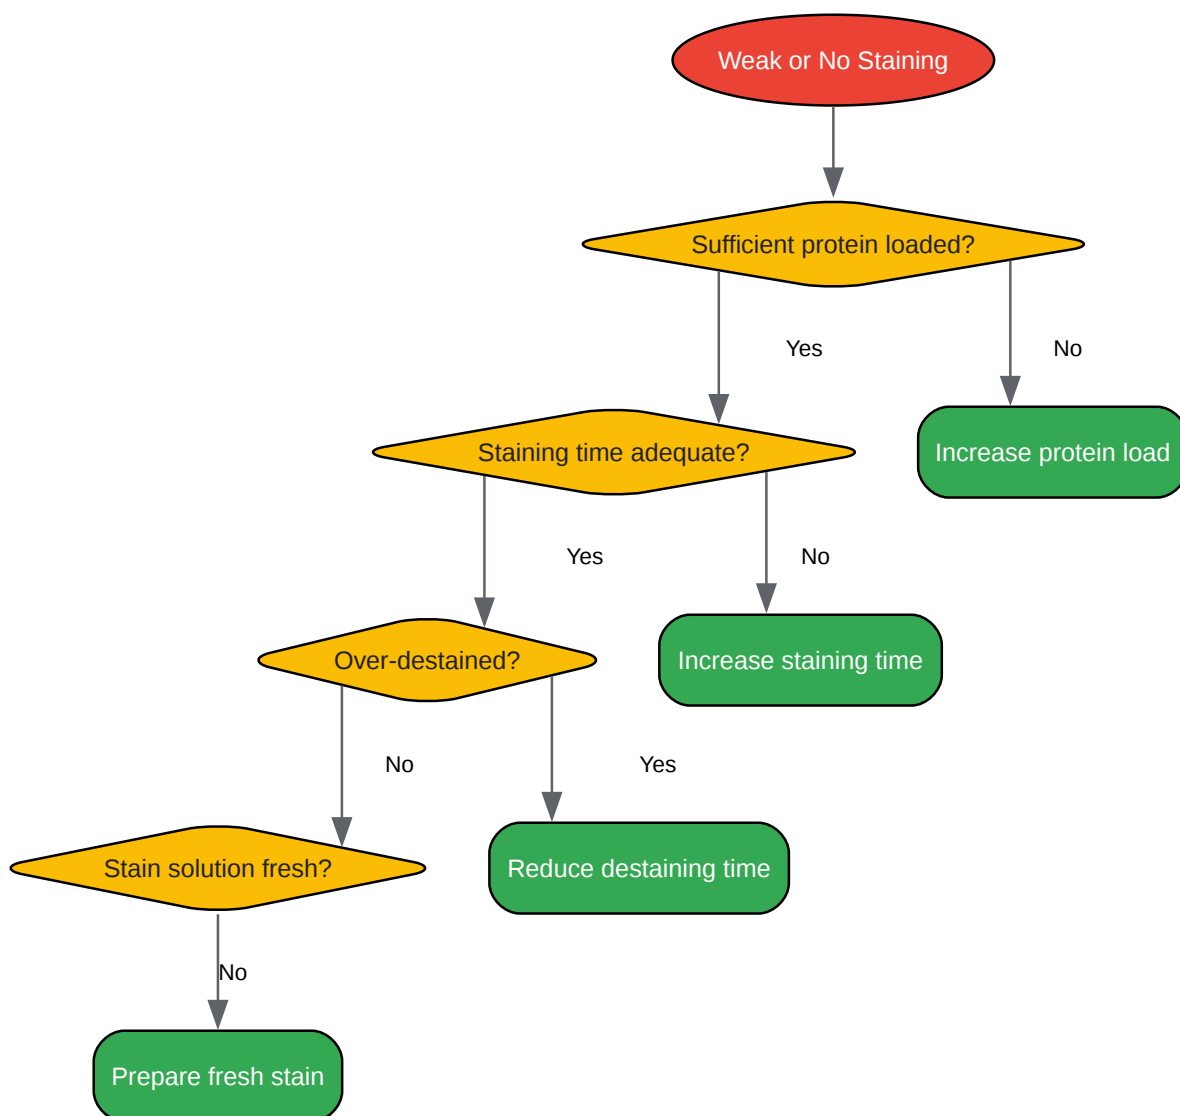 Weak or No Staining
Sufficient protein loaded?
Yes
No
Staining time adequate?
Increase protein load
Yes
No
Over-destained?
Increase staining time
No
Yes
Stain solution fresh?
Reduce destaining time
No
Prepare fresh stain